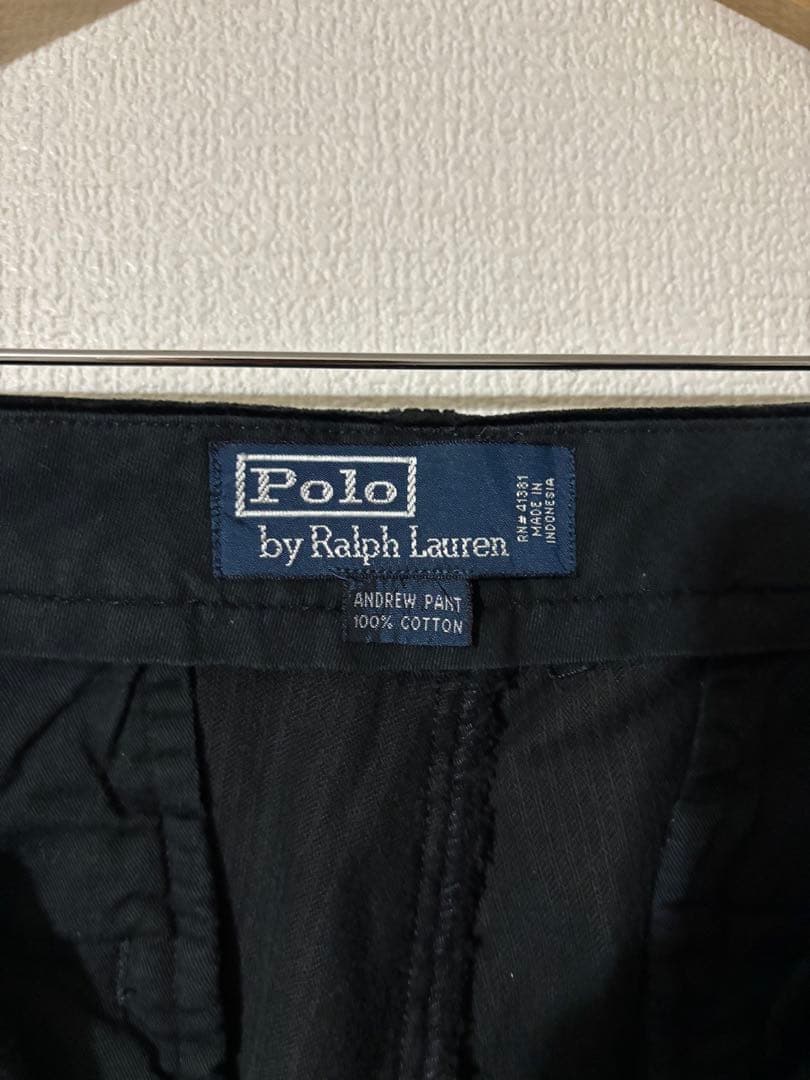 Polo
by Ralph Lauren
RN# 41381
MADE IN
INDONESIA
ANDREW PANT
100% COTTON